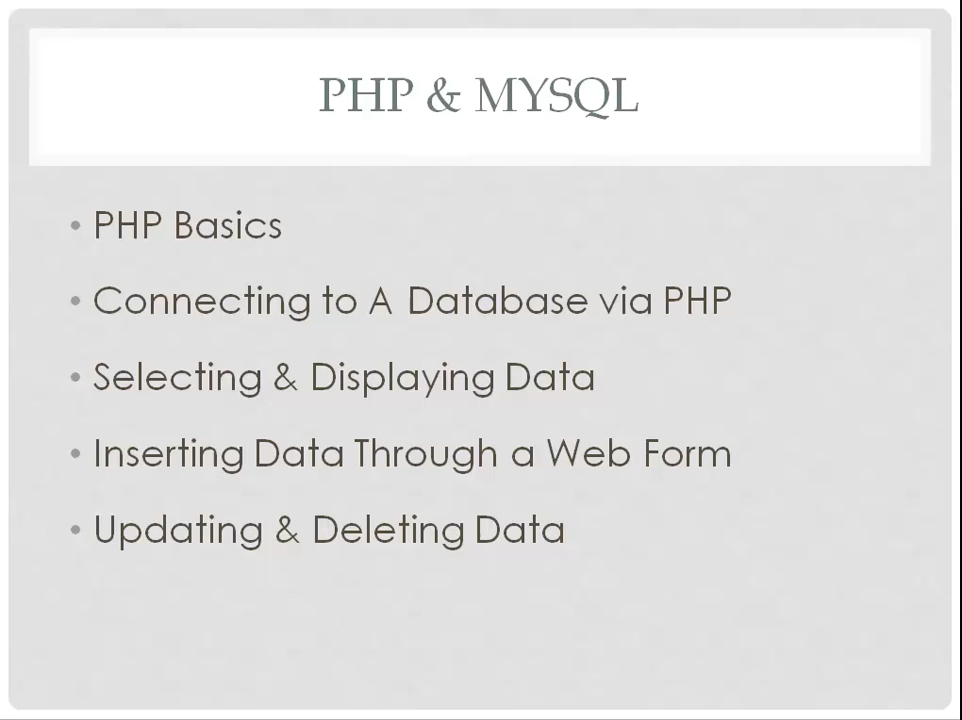 PHP & MYSQL
• PHP Basics
• Connecting to A Database via PHP
• Selecting & Displaying Data
• Inserting Data Through a Web Form
• Updating & Deleting Data